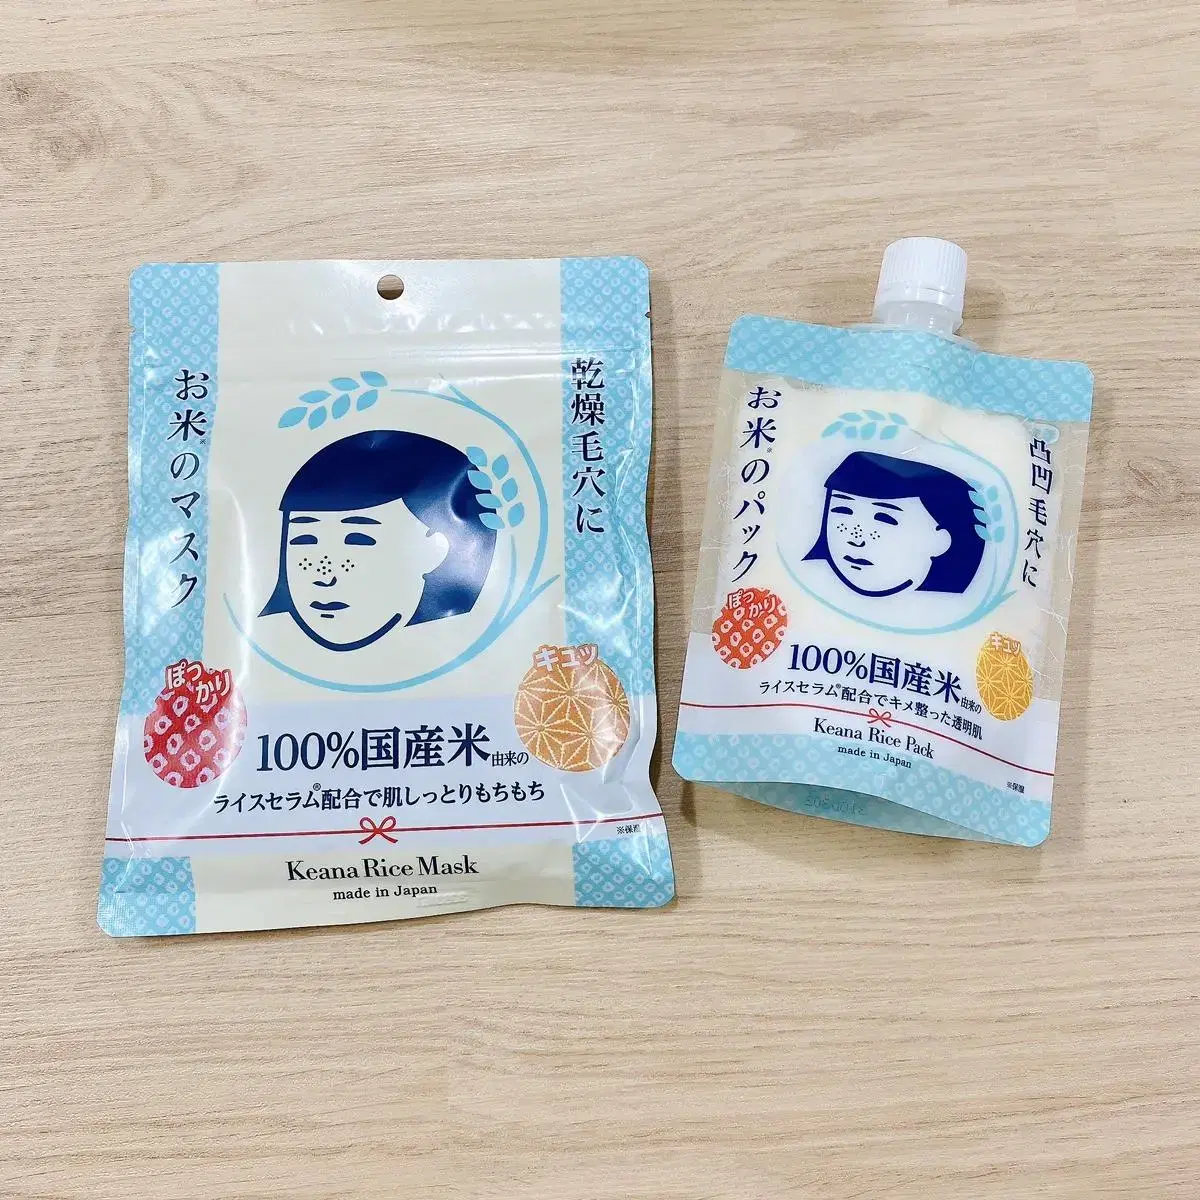 乾燥毛穴に
お米※のマスク
ぽっかり
キュッ
100%国産米由来の
ライスセラム®配合で肌しっとりもちもち
※保湿
Keana Rice Mask
made in Japan
凸凹毛穴に
お米※のパック
ぽっかり
キュッ
100%国産米由来の
ライスセラム®配合でキメ整った透明肌
Keana Rice Pack
made in Japan
※保湿